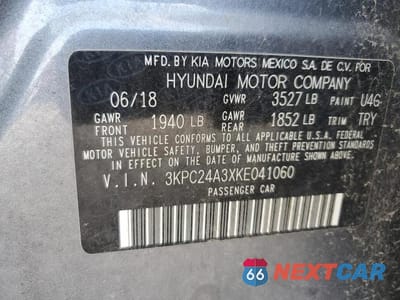 MFD. BY KIA MOTORS MEXICO S.A. DE C.V. FOR
HYUNDAI MOTOR COMPANY
06/18 GVWR 3527 LB PAINT U4G
GAWR FRONT 1940 LB GAWR REAR 1852 LB TRIM TRY
THIS VEHICLE CONFORMS TO ALL APPLICABLE FEDERAL
MOTOR VEHICLE SAFETY, BUMPER, AND THEFT PREVENTION
STANDARDS IN EFFECT ON THE DATE OF MANUFACTURE SHOWN ABOVE.
V.I.N. 3KPC24A3XKE041060
PASSENGER CAR
66 NEXTCAR